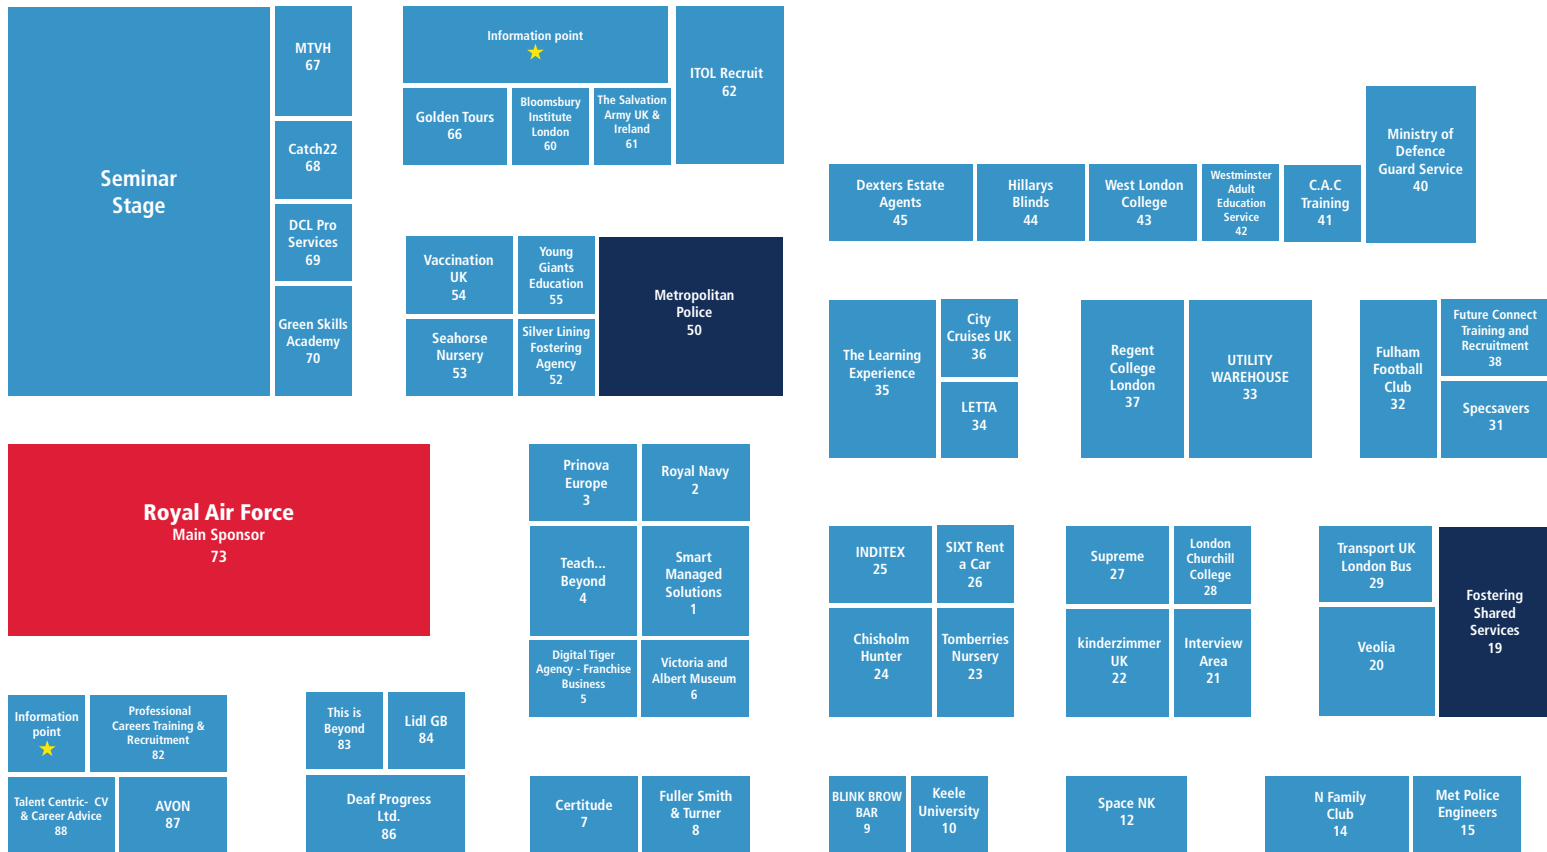 Seminar
Stage
MTVH
67
Catch22
68
DCL Pro
Services
69
Green Skills
Academy
70
Information point
Golden Tours
66
Bloomsbury
Institute
London
60
The Salvation
Army UK &
Ireland
61
ITOL Recruit
62
Vaccination
UK
54
Young
Giants
Education
55
Seahorse
Nursery
53
Silver Lining
Fostering
Agency
52
Metropolitan
Police
50
Dexters Estate
Agents
45
Hillarys
Blinds
44
West London
College
43
Westminster
Adult
Education
Service
42
C.A.C
Training
41
Ministry of
Defence
Guard Service
40
The Learning
Experience
35
City
Cruises UK
36
LETTA
34
Regent
College
London
37
UTILITY
WAREHOUSE
33
Fulham
Football
Club
32
Future Connect
Training and
Recruitment
38
Specsavers
31
Royal Air Force
Main Sponsor
73
Prinova
Europe
3
Royal Navy
2
Teach...
Beyond
4
Smart
Managed
Solutions
1
Digital Tiger
Agency - Franchise
Business
5
Victoria and
Albert Museum
6
INDITEX
25
SIXT Rent
a Car
26
Chisholm
Hunter
24
Tomberries
Nursery
23
Supreme
27
London
Churchill
College
28
kinderzimmer
UK
22
Interview
Area
21
Transport UK
London Bus
29
Veolia
20
Fostering
Shared
Services
19
Information
point
Professional
Careers Training &
Recruitment
82
Talent Centric- CV
& Career Advice
88
AVON
87
This is
Beyond
83
Lidl GB
84
Deaf Progress
Ltd.
86
Certitude
7
Fuller Smith
& Turner
8
BLINK BROW
BAR
9
Keele
University
10
Space NK
12
N Family
Club
14
Met Police
Engineers
15